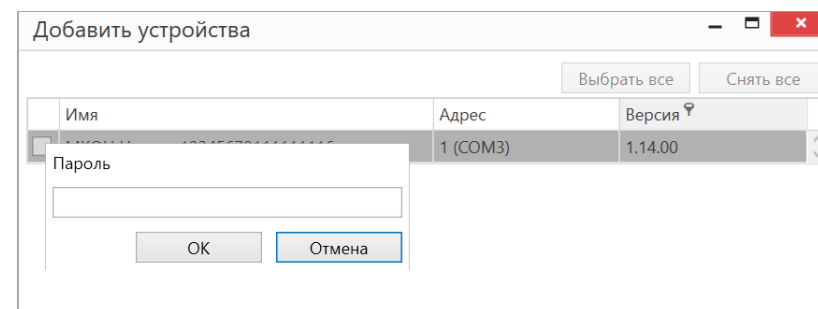 Добавить устройства
Выбрать все Снять все
Имя Адрес Версия
1 (COM3) 1.14.00
Пароль
OK Отмена